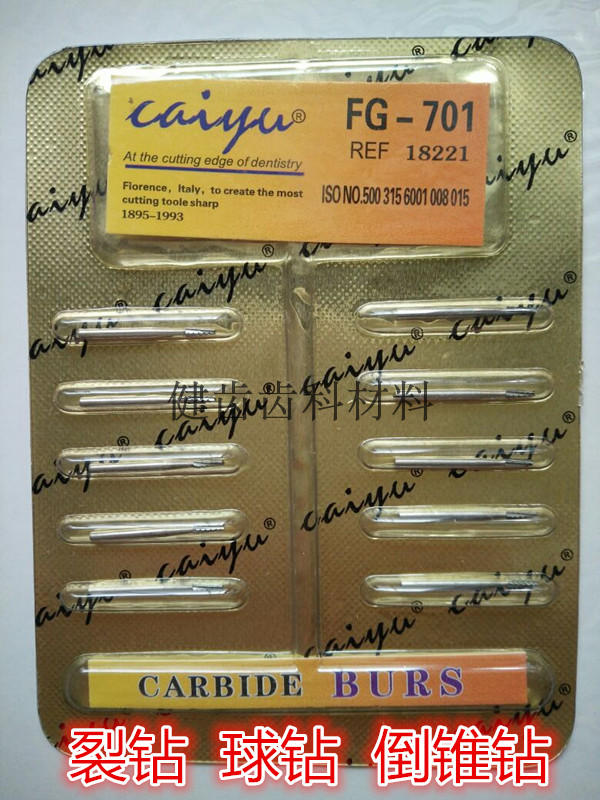 caiyu®
At the cutting edge of dentistry
Florence, Italy, to create the most
cutting toole sharp
1895-1993
FG-701
REF 18221
ISO NO.500 315 6001 008 015
健齿齿科材料
CARBIDE BURS
裂钻 球钻 倒锥钻